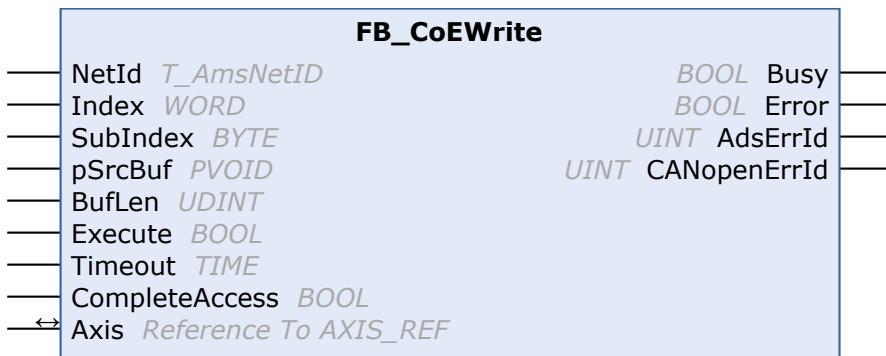 FB_CoEWrite
NetId T_AmsNetID BOOL Busy
Index WORD BOOL Error
SubIndex BYTE UINT AdsErrId
pSrcBuf PVOID UINT CANopenErrId
BufLen UDINT
Execute BOOL
Timeout TIME
CompleteAccess BOOL
↔ Axis Reference To AXIS_REF